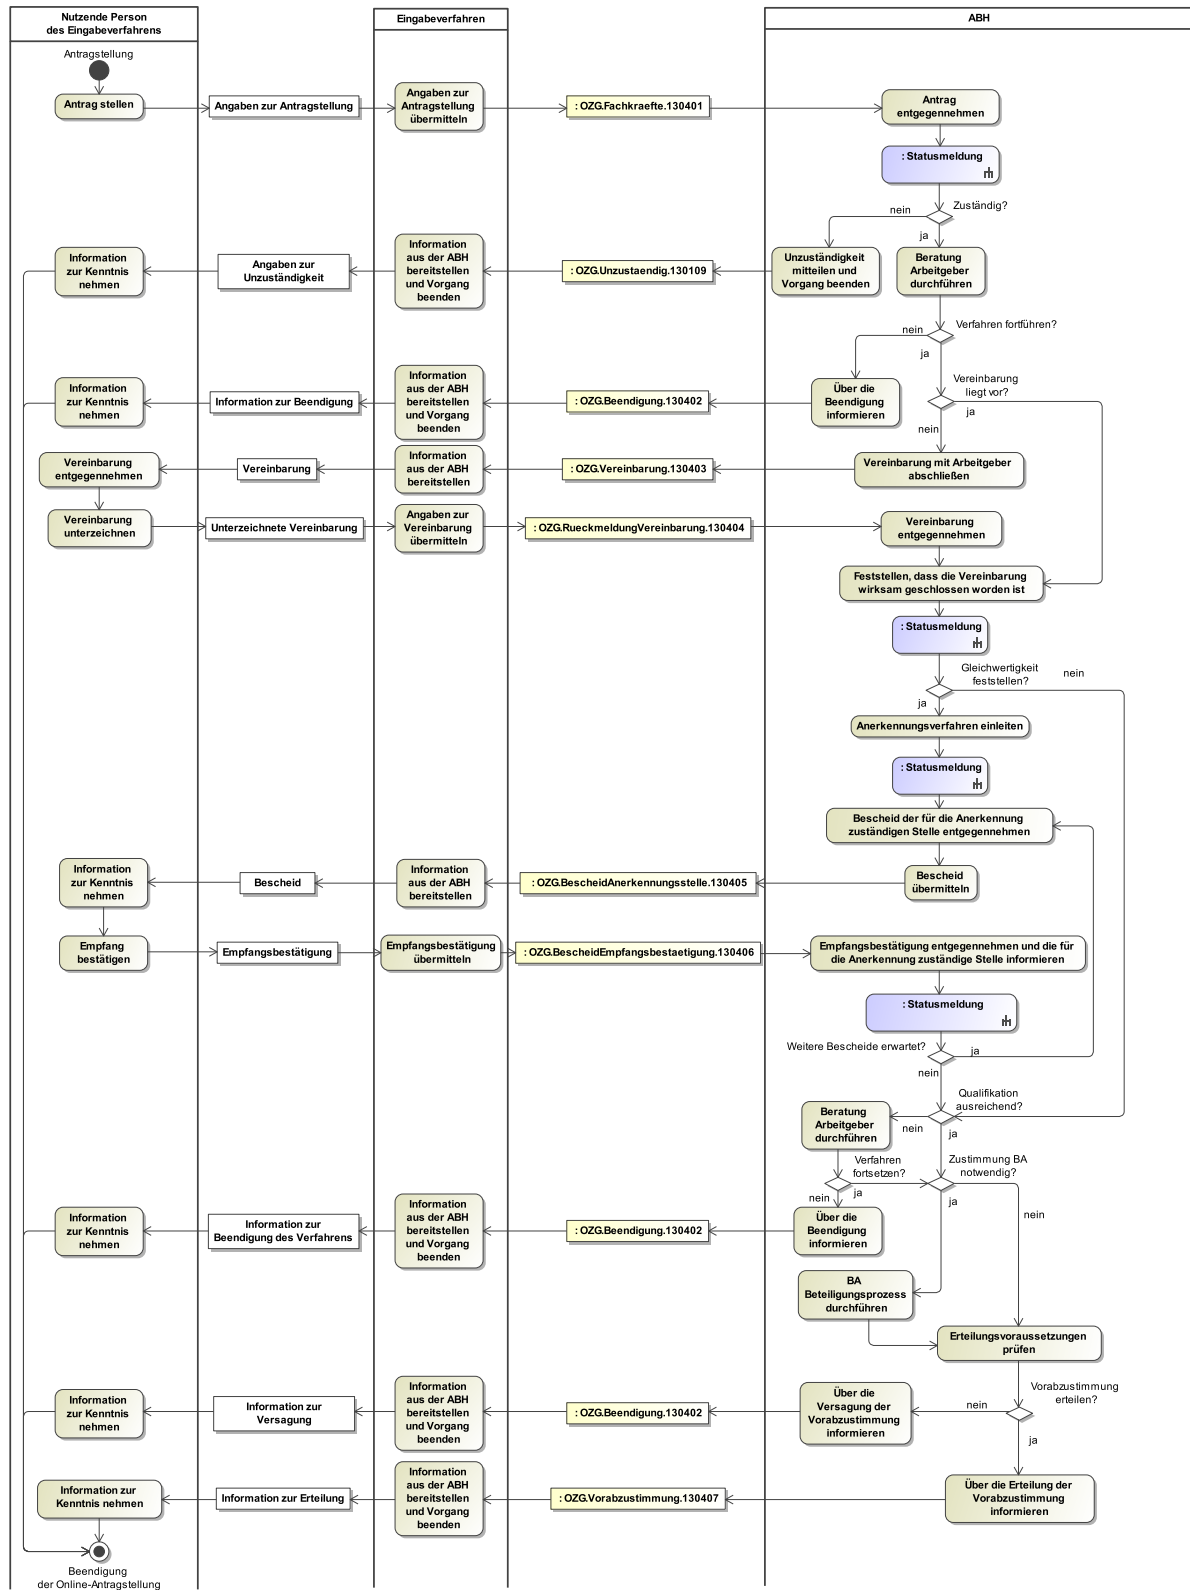 Nutzende Person
des Eingabeverfahrens
Eingabeverfahren
ABH
Antragstellung
Antrag stellen
Angaben zur Antragstellung
Angaben zur
Antragstellung
übermitteln
: OZG.Fachkraefte.130401
Antrag
entgegennehmen
: Statusmeldung
Zuständig?
nein
ja
Information
zur Kenntnis
nehmen
Angaben zur
Unzuständigkeit
Information
aus der ABH
bereitstellen
und Vorgang
beenden
: OZG.Unzustaendig.130109
Unzuständigkeit
mitteilen und
Vorgang beenden
Beratung
Arbeitgeber
durchführen
Verfahren fortführen?
nein
ja
Information
zur Kenntnis
nehmen
Information zur Beendigung
Information
aus der ABH
bereitstellen
und Vorgang
beenden
: OZG.Beendigung.130402
Über die
Beendigung
informieren
Vereinbarung
liegt vor?
ja
nein
Vereinbarung
entgegennehmen
Vereinbarung
Information
aus der ABH
bereitstellen
: OZG.Vereinbarung.130403
Vereinbarung mit Arbeitgeber
abschließen
Vereinbarung
unterzeichnen
Unterzeichnete Vereinbarung
Angaben zur
Vereinbarung
übermitteln
: OZG.RueckmeldungVereinbarung.130404
Vereinbarung
entgegennehmen
Feststellen, dass die Vereinbarung
wirksam geschlossen worden ist
: Statusmeldung
Gleichwertigkeit
feststellen?
nein
ja
Anerkennungsverfahren einleiten
: Statusmeldung
Bescheid der für die Anerkennung
zuständigen Stelle entgegennehmen
Information
zur Kenntnis
nehmen
Bescheid
Information
aus der ABH
bereitstellen
: OZG.BescheidAnerkennungsstelle.130405
Bescheid
übermitteln
Empfang
bestätigen
Empfangsbestätigung
Empfangsbestätigung
übermitteln
: OZG.BescheidEmpfangsbestaetigung.130406
Empfangsbestätigung entgegennehmen und die für
die Anerkennung zuständige Stelle informieren
: Statusmeldung
Weitere Bescheide erwartet?
ja
nein
Qualifikation
ausreichend?
Beratung
Arbeitgeber
durchführen
nein
ja
Verfahren
fortsetzen?
Zustimmung BA
notwendig?
nein
ja
ja
nein
Information
zur Kenntnis
nehmen
Information zur
Beendigung des Verfahrens
Information
aus der ABH
bereitstellen
und Vorgang
beenden
: OZG.Beendigung.130402
Über die
Beendigung
informieren
BA
Beteiligungsprozess
durchführen
Erteilungsvoraussetzungen
prüfen
Vorabzustimmung
erteilen?
nein
ja
Information
zur Kenntnis
nehmen
Information zur
Versagung
Information
aus der ABH
bereitstellen
und Vorgang
beenden
: OZG.Beendigung.130402
Über die
Versagung der
Vorabzustimmung
informieren
Information zur
Kenntnis nehmen
Information zur Erteilung
Information
aus der ABH
bereitstellen
und Vorgang
beenden
: OZG.Vorabzustimmung.130407
Über die Erteilung der
Vorabzustimmung
informieren
Beendigung
der Online-Antragstellung